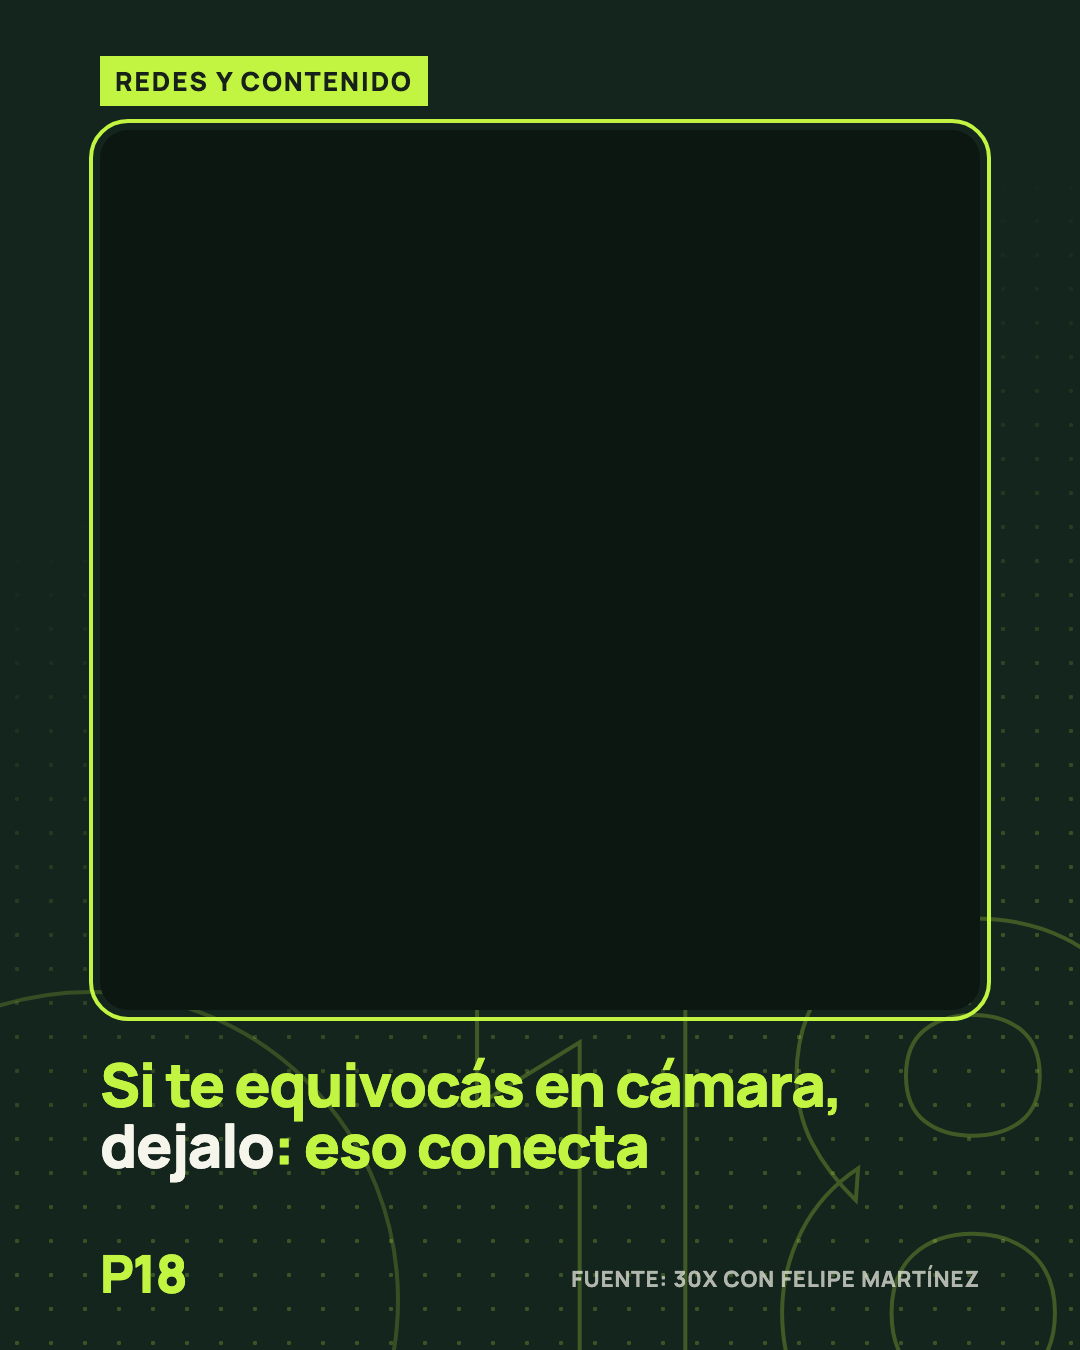 REDES Y CONTENIDO
Si te equivocás en cámara,
dejalo: eso conecta
P18
FUENTE: 30X CON FELIPE MARTÍNEZ